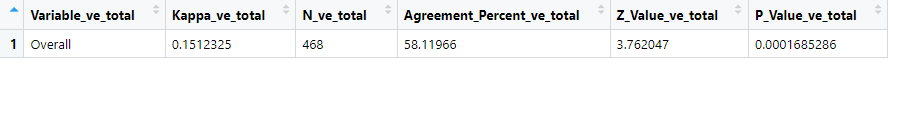 Variable_ve_total Kappa_ve_total N_ve_total Agreement_Percent_ve_total Z_Value_ve_total P_Value_ve_total
1 Overall 0.1512325 468 58.11966 3.762047 0.0001685286